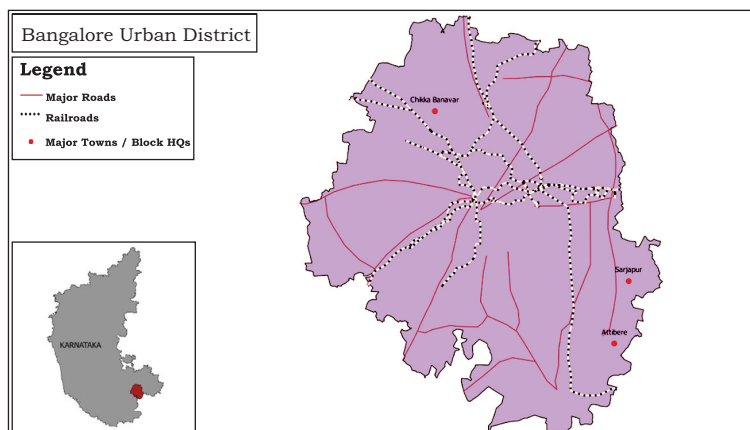 Bangalore Urban District
Legend
Major Roads
Railroads
Major Towns / Block HQs
Chikka Banavar
Sarjapur
Attibere
KARNATAKA